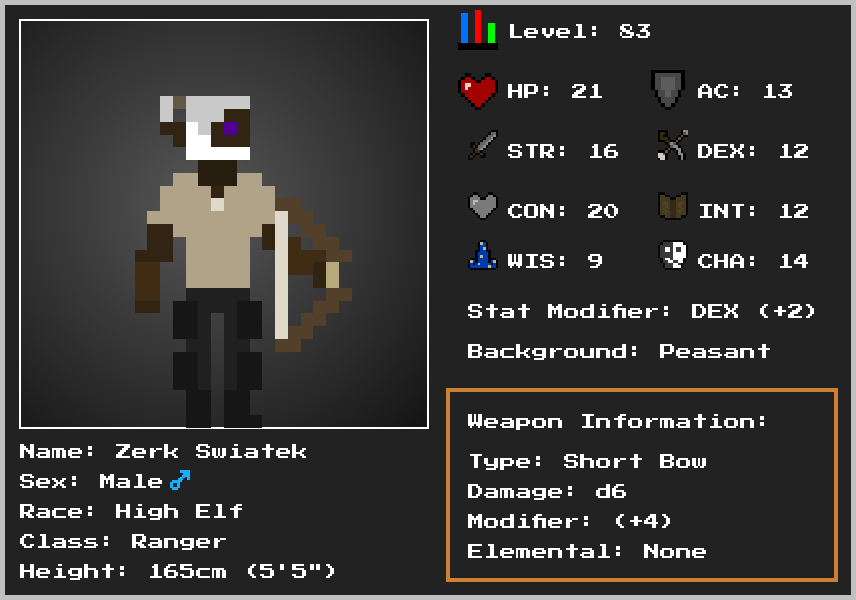 Level: 83
HP: 21
AC: 13
STR: 16
DEX: 12
CON: 20
INT: 12
WIS: 9
CHA: 14
Stat Modifier: DEX (+2)
Background: Peasant
Weapon Information:
Type: Short Bow
Damage: d6
Modifier: (+4)
Elemental: None
Name: Zerk Swiatek
Sex: Male♂
Race: High Elf
Class: Ranger
Height: 165cm (5'5")